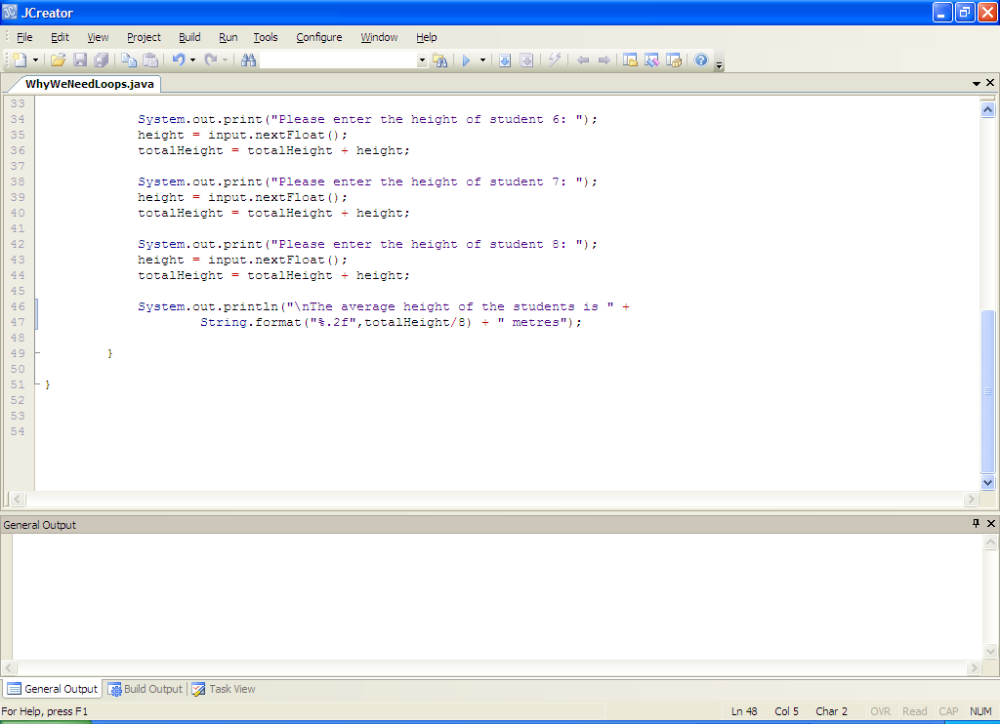 JCreator
File Edit View Project Build Run Tools Configure Window Help
WhyWeNeedLoops.java
33
34 System.out.print("Please enter the height of student 6: ");
35 height = input.nextFloat();
36 totalHeight = totalHeight + height;
37
38 System.out.print("Please enter the height of student 7: ");
39 height = input.nextFloat();
40 totalHeight = totalHeight + height;
41
42 System.out.print("Please enter the height of student 8: ");
43 height = input.nextFloat();
44 totalHeight = totalHeight + height;
45
46 System.out.println("\nThe average height of the students is " +
47 String.format("%.2f",totalHeight/8) + " metres");
48
49 }
50
51 }
52
53
54
General Output
General Output Build Output Task View
For Help, press F1 Ln 48 Col 5 Char 2 OVR Read CAP NUM